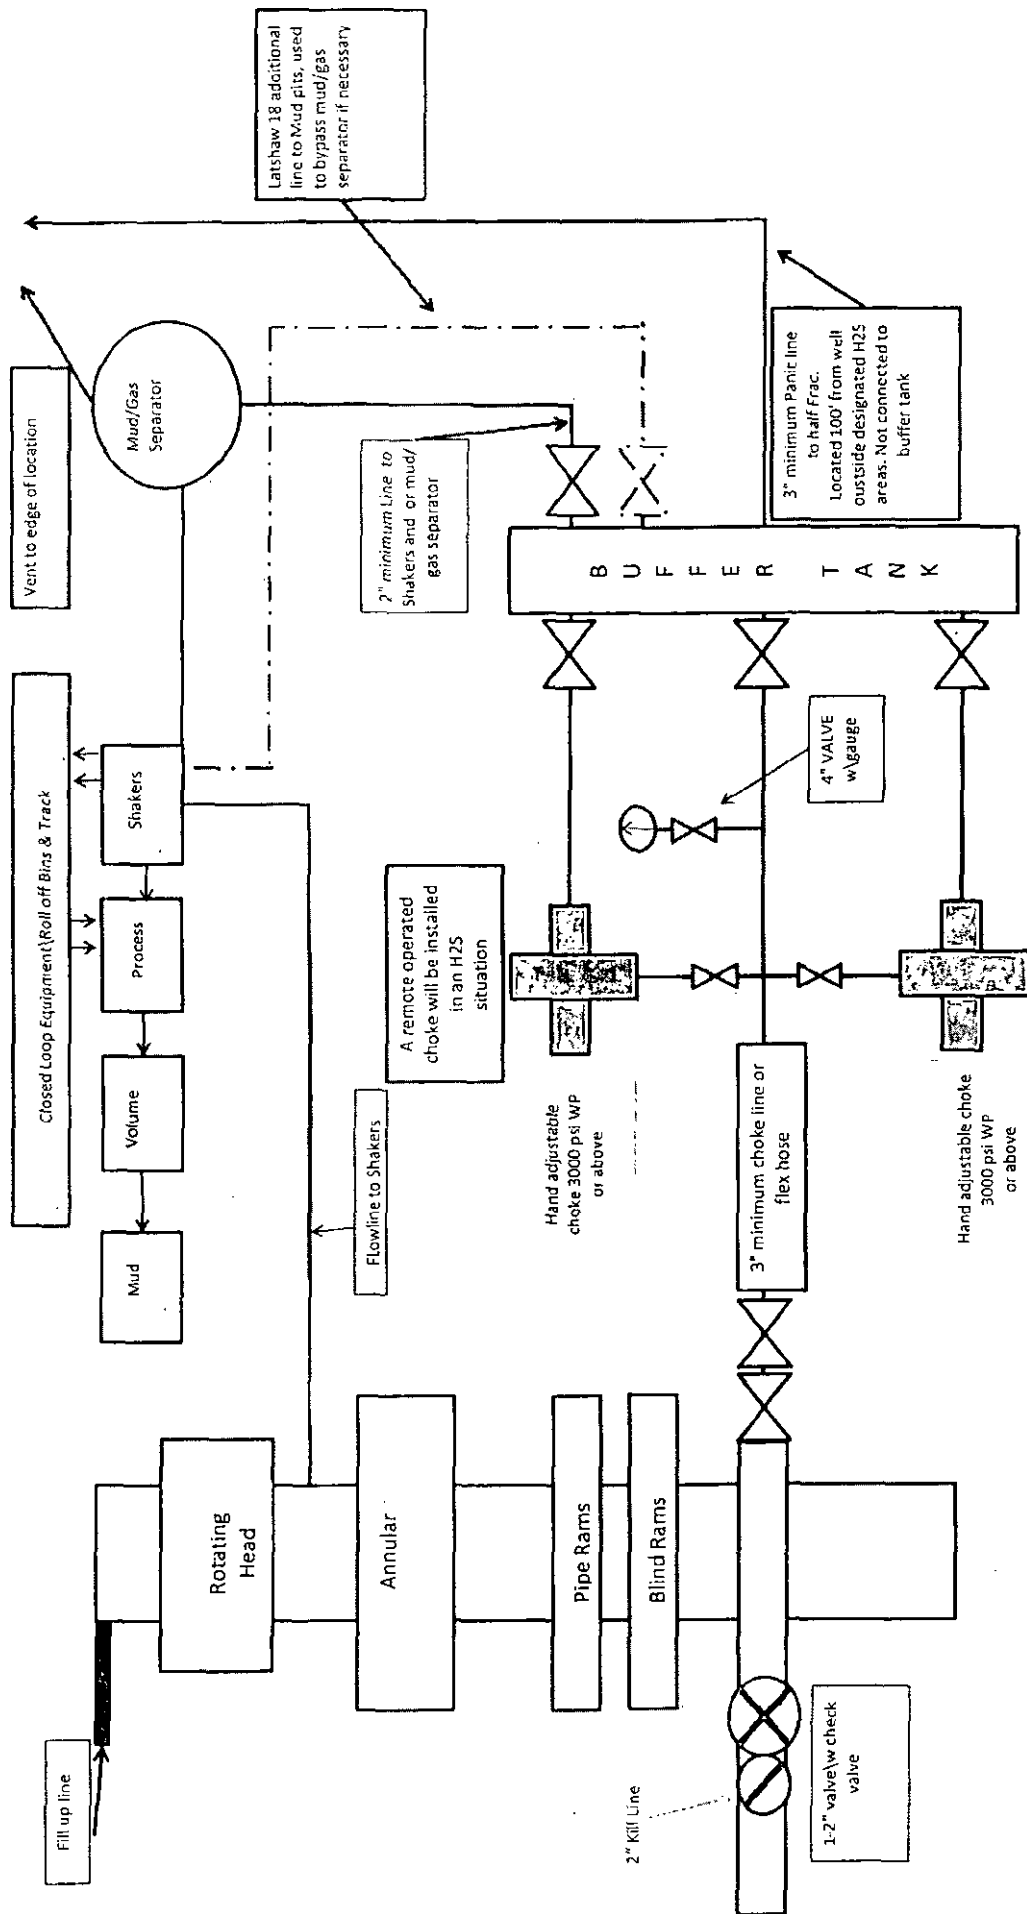 Fill up line
Rotating
Head
Annular
Pipe Rams
Blind Rams
2" Kill Line
1-2" valve\w check
valve
Mud
Volume
Process
Shakers
Closed Loop Equipment\Roll off Bins & Track
Vent to edge of location
Mud/Gas
Separator
Latshaw 18 additional
line to Mud pits, used
to bypass mud/gas
separator if necessary
FLowline to Shakers
A remote operated
choke will be installed
in an H2S
situation
Hand adjustable
choke 3000 psi WP
or above
3" minimum choke line or
flex hose
Hand adjustable choke
3000 psi WP
or above
4" VALVE
w\gauge
2" minimum Line to
Shakers and or mud/
gas separator
BUFFER TANK
3" minimum Panic line
to half Frac.
Located 100' from well
oustside designated H2S
areas. Not connected to
buffer tank